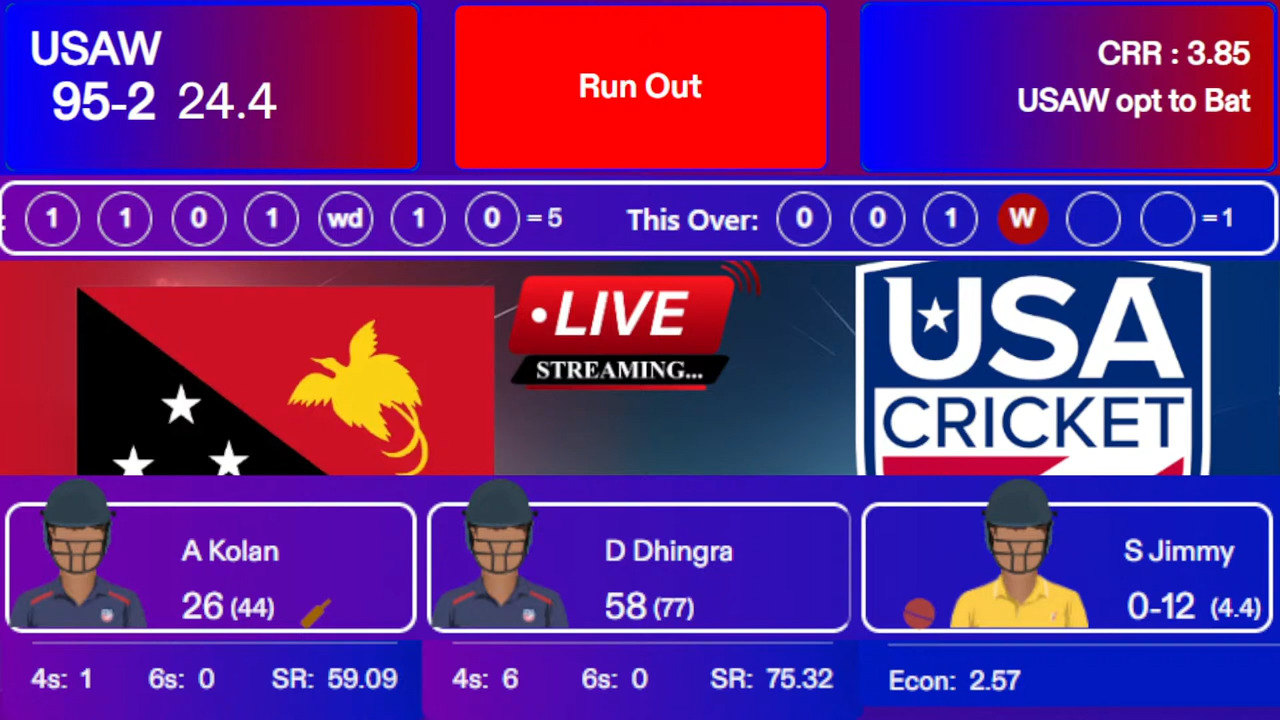 USAW
95-2 24.4
Run Out
CRR : 3.85
USAW opt to Bat
: 1 1 0 1 wd 1 0 = 5 This Over: 0 0 1 W = 1
• LIVE
STREAMING...
USA
CRICKET
A Kolan
26 (44)
D Dhingra
58 (77)
S Jimmy
0-12 (4.4)
4s: 1 6s: 0 SR: 59.09
4s: 6 6s: 0 SR: 75.32
Econ: 2.57